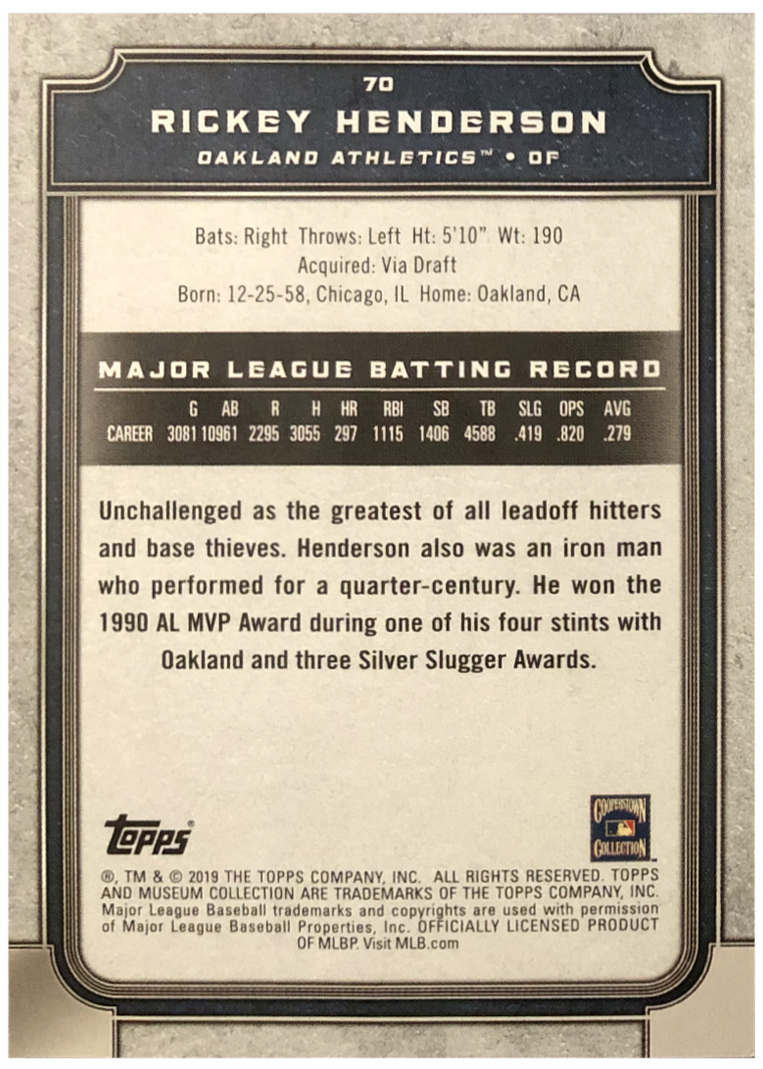 70
RICKEY HENDERSON
OAKLAND ATHLETICS™ • OF
Bats: Right Throws: Left Ht: 5'10" Wt: 190
Acquired: Via Draft
Born: 12-25-58, Chicago, IL Home: Oakland, CA
MAJOR LEAGUE BATTING RECORD
G AB R H HR RBI SB TB SLG OPS AVG
CAREER 3081 10961 2295 3055 297 1115 1406 4588 .419 .820 .279
Unchallenged as the greatest of all leadoff hitters
and base thieves. Henderson also was an iron man
who performed for a quarter-century. He won the
1990 AL MVP Award during one of his four stints with
Oakland and three Silver Slugger Awards.
Topps®
COOPERSTOWN
COLLECTION™
®, TM & © 2019 THE TOPPS COMPANY, INC. ALL RIGHTS RESERVED. TOPPS
AND MUSEUM COLLECTION ARE TRADEMARKS OF THE TOPPS COMPANY, INC.
Major League Baseball trademarks and copyrights are used with permission
of Major League Baseball Properties, Inc. OFFICIALLY LICENSED PRODUCT
OF MLBP. Visit MLB.com